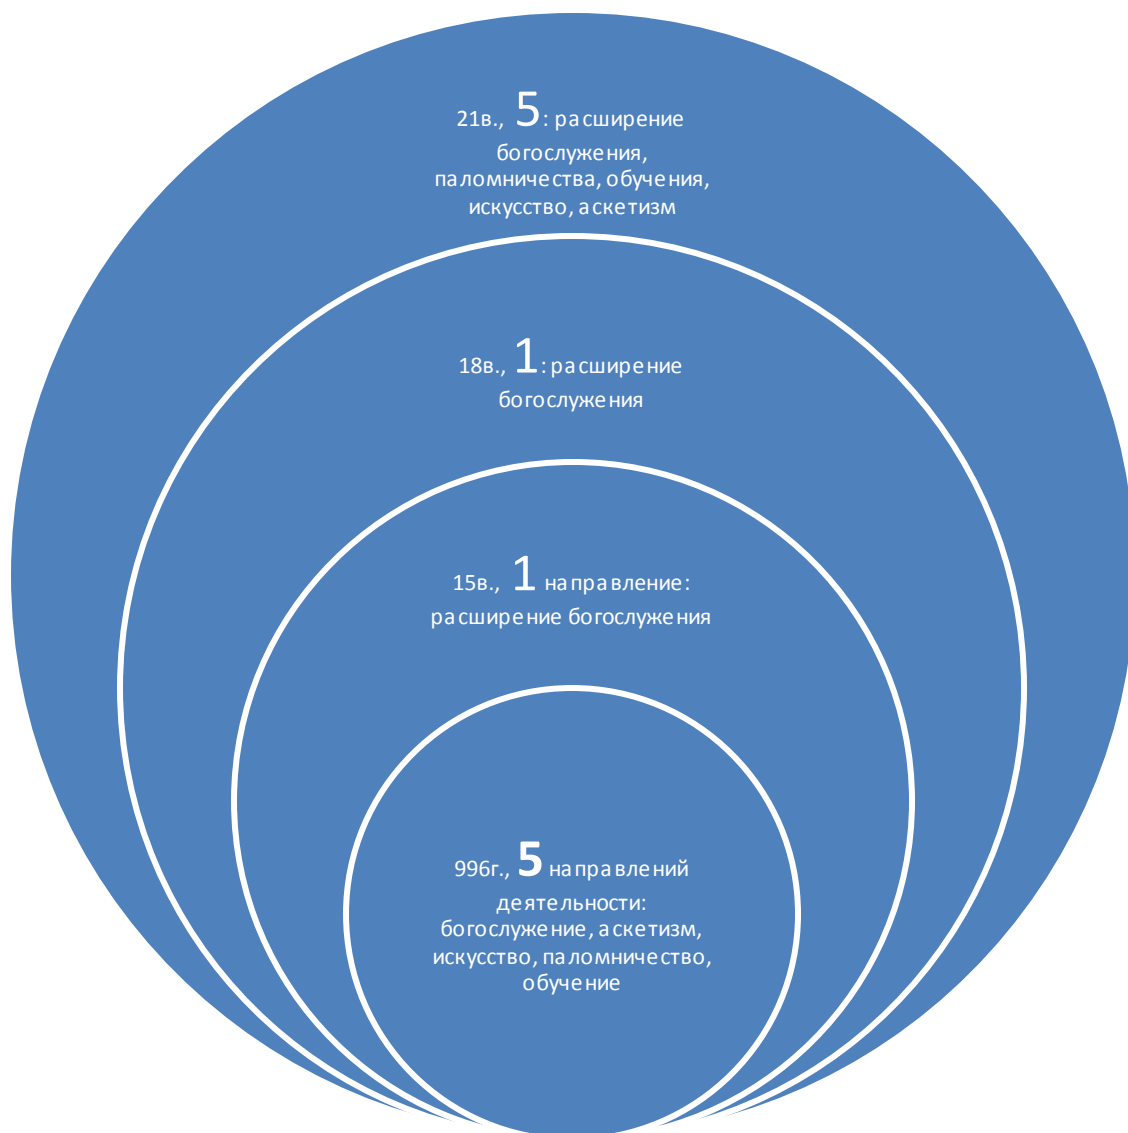 21в., 5: расширение
богослужения,
паломничества, обучения,
искусство, аскетизм
18в., 1: расширение
богослужения
15в., 1 направление:
расширение богослужения
996г., 5 направлений
деятельности:
богослужение, аскетизм,
искусство, паломничество,
обучение